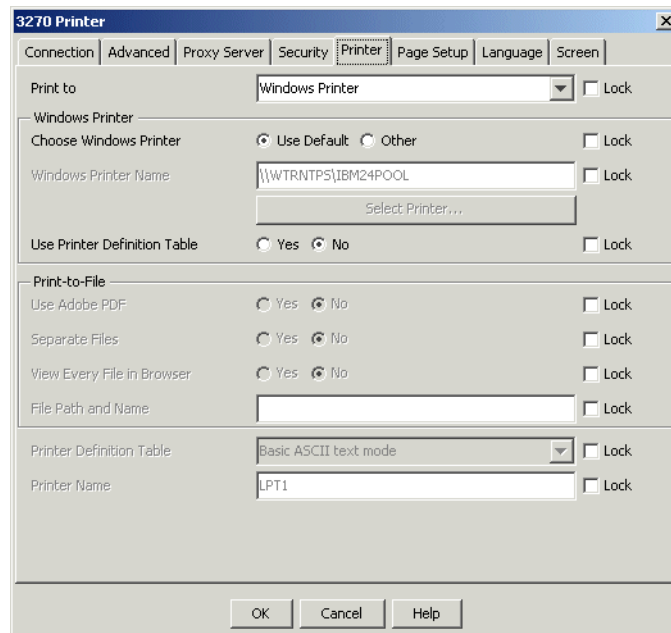 3270 Printer
Connection Advanced Proxy Server Security Printer Page Setup Language Screen
Print to Windows Printer Lock
Windows Printer
Choose Windows Printer Use Default Other Lock
Windows Printer Name \\WTRNTPS\IBM24POOL Lock
Select Printer...
Use Printer Definition Table Yes No Lock
Print-to-File
Use Adobe PDF Yes No Lock
Separate Files Yes No Lock
View Every File in Browser Yes No Lock
File Path and Name Lock
Printer Definition Table Basic ASCII text mode Lock
Printer Name LPT1 Lock
OK Cancel Help